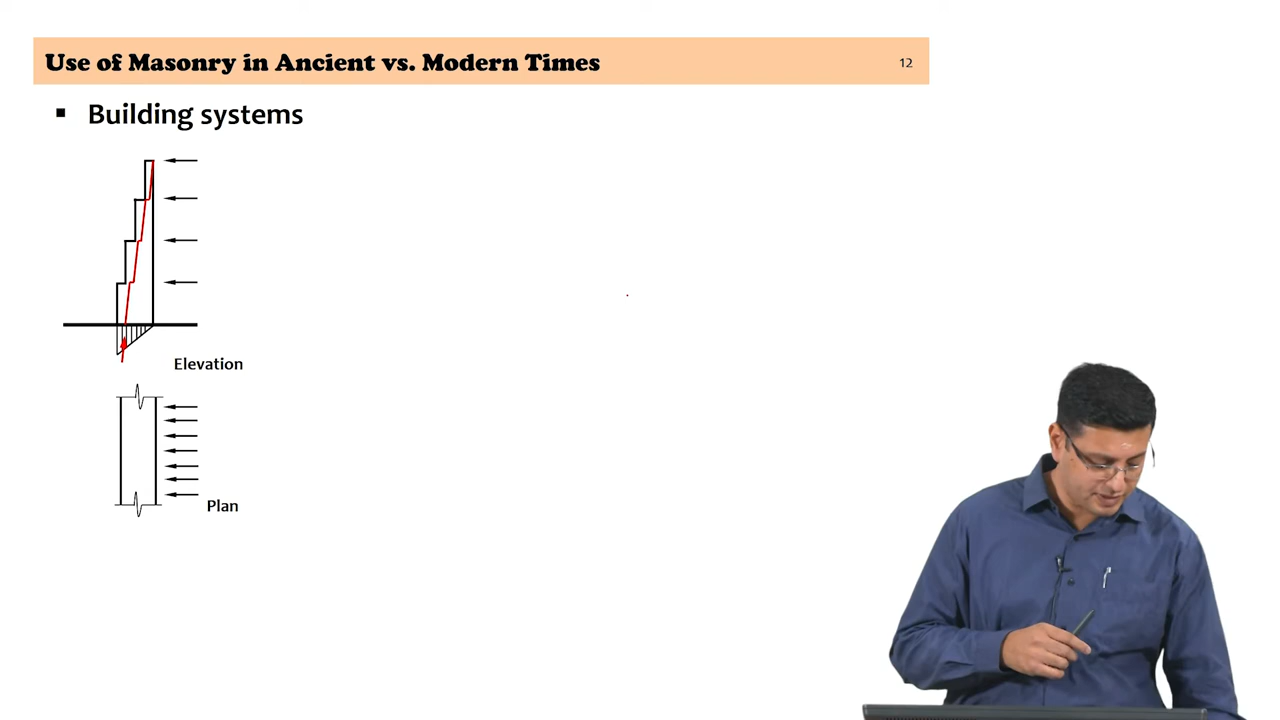 Use of Masonry in Ancient vs. Modern Times
12
Building systems
Elevation
Plan